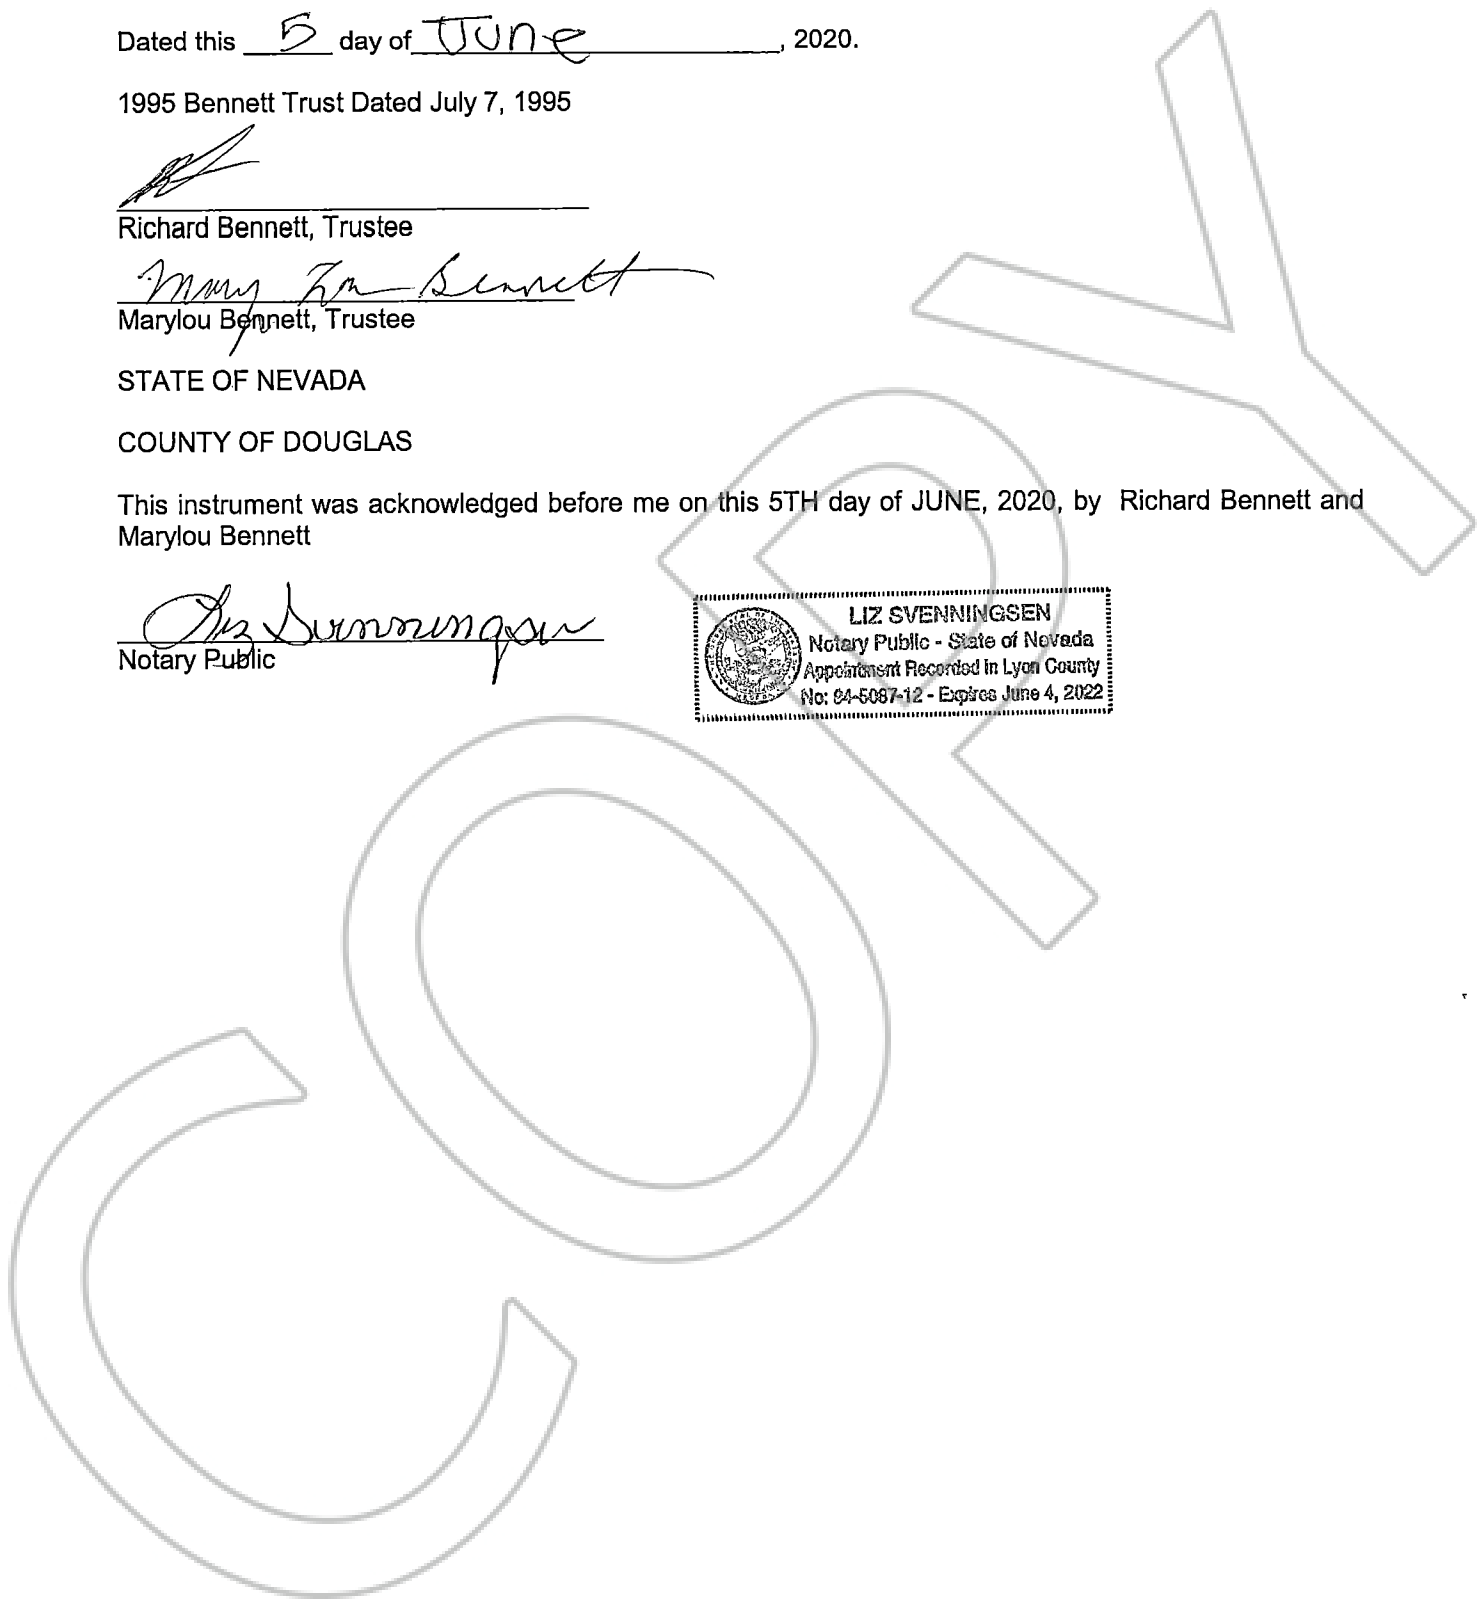 Dated this 5 day of June, 2020.
1995 Bennett Trust Dated July 7, 1995
Richard Bennett, Trustee
Mary Lou Bennett
Marylou Bennett, Trustee
STATE OF NEVADA
COUNTY OF DOUGLAS
This instrument was acknowledged before me on this 5TH day of JUNE, 2020, by Richard Bennett and
Marylou Bennett
Liz Svenningsen
Notary Public
LIZ SVENNINGSEN
Notary Public - State of Nevada
Appointment Recorded in Lyon County
No: 94-5087-12 - Expires June 4, 2022
COPY